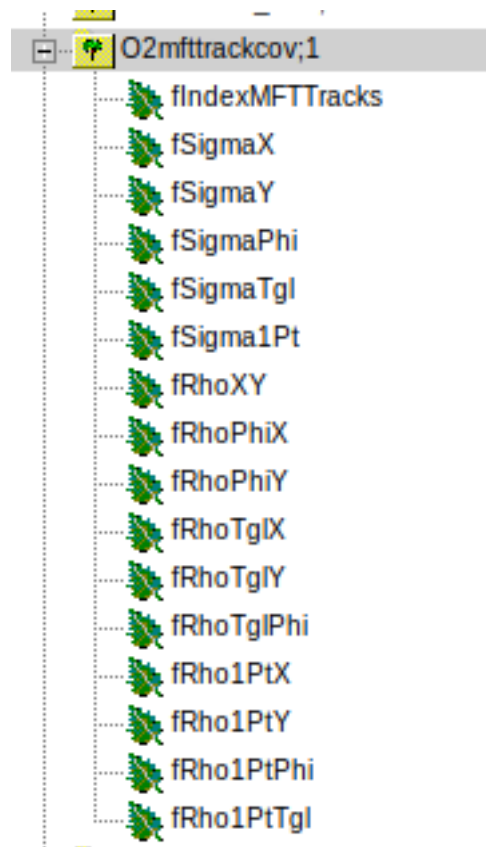 O2mfttrackcov;1
fIndexMFTTracks
fSigmaX
fSigmaY
fSigmaPhi
fSigmaTgl
fSigma1Pt
fRhoXY
fRhoPhiX
fRhoPhiY
fRhoTglX
fRhoTglY
fRhoTglPhi
fRho1PtX
fRho1PtY
fRho1PtPhi
fRho1PtTgl